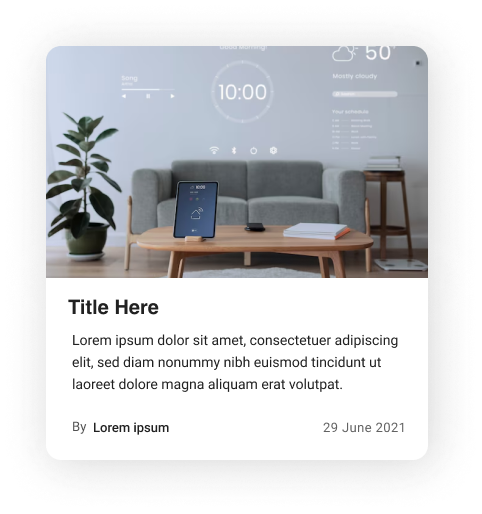 Good Morning!
50°
Song
Mostly cloudy
10:00
Your schedule
10:00
Title Here
Lorem ipsum dolor sit amet, consectetuer adipiscing
elit, sed diam nonummy nibh euismod tincidunt ut
laoreet dolore magna aliquam erat volutpat.
By Lorem ipsum
29 June 2021